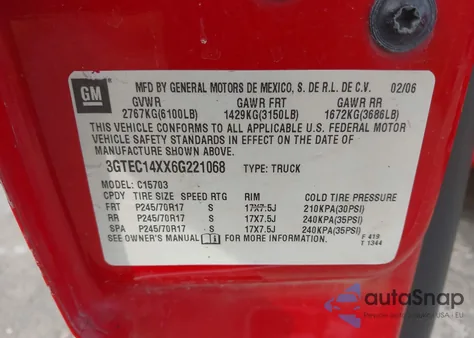 GM
MFD BY GENERAL MOTORS DE MEXICO, S. DE R.L. DE C.V. 02/06
GVWR GAWR FRT GAWR RR
2767KG(6100LB) 1429KG(3150LB) 1672KG(3686LB)
THIS VEHICLE CONFORMS TO ALL APPLICABLE U.S. FEDERAL MOTOR
VEHICLE SAFETY STANDARDS IN EFFECT ON THE DATE OF
MANUFACTURE SHOWN ABOVE.
3GTEC14XX6G221068 TYPE: TRUCK
MODEL: C15703
CPDY TIRE SIZE SPEED RTG RIM COLD TIRE PRESSURE
FRT P245/70R17 S 17X7.5J 210KPA(30PSI)
RR P245/70R17 S 17X7.5J 240KPA(35PSI)
SPA P245/70R17 S 17X7.5J 240KPA(35PSI)
SEE OWNER'S MANUAL FOR MORE INFORMATION.
F 419
T 1344
autoSnap